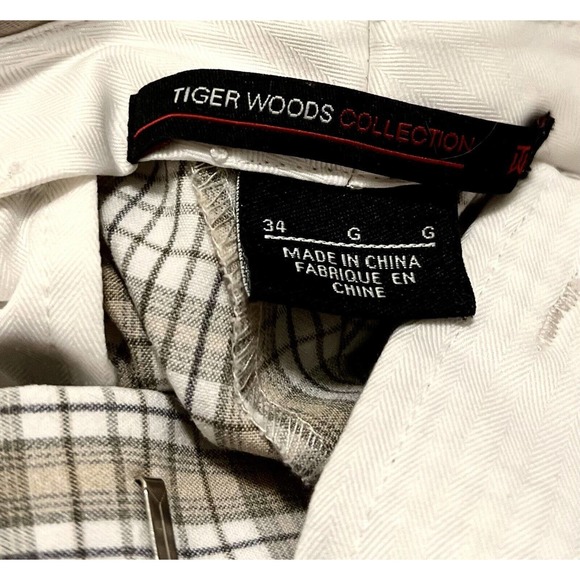 TIGER WOODS COLLECTION
34 G G
MADE IN CHINA
FABRIQUE EN
CHINE